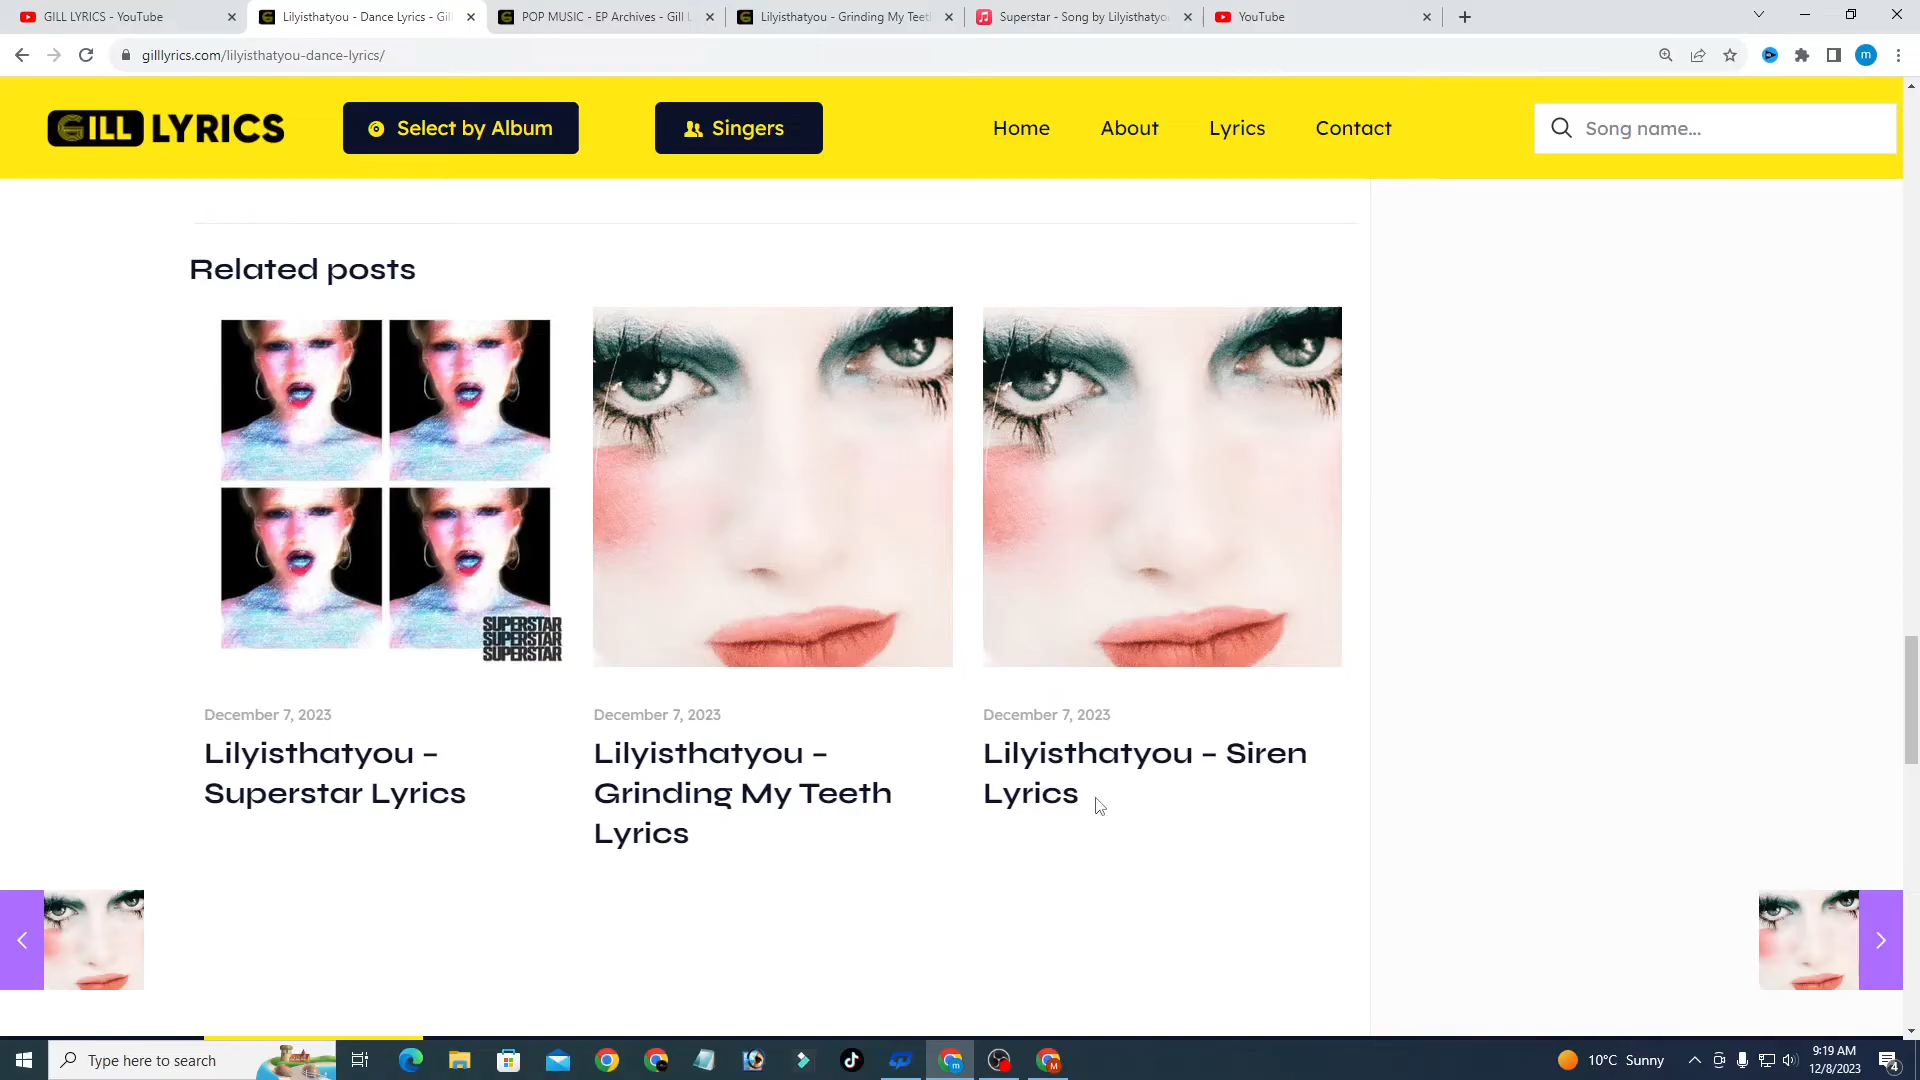 GILL LYRICS - YouTube
Lilyisthatyou - Dance Lyrics - Gil
POP MUSIC - EP Archives - Gill L
Lilyisthatyou - Grinding My Teet
Superstar - Song by Lilyisthatyo
YouTube
gilllyrics.com/lilyisthatyou-dance-lyrics/
m
GILL LYRICS
Select by Album
Singers
Home
About
Lyrics
Contact
Song name...
Related posts
SUPERSTAR
SUPERSTAR
SUPERSTAR
December 7, 2023
Lilyisthatyou –
Superstar Lyrics
December 7, 2023
Lilyisthatyou –
Grinding My Teeth
Lyrics
December 7, 2023
Lilyisthatyou – Siren
Lyrics
Type here to search
m
M
10°C Sunny
9:19 AM
12/8/2023
4